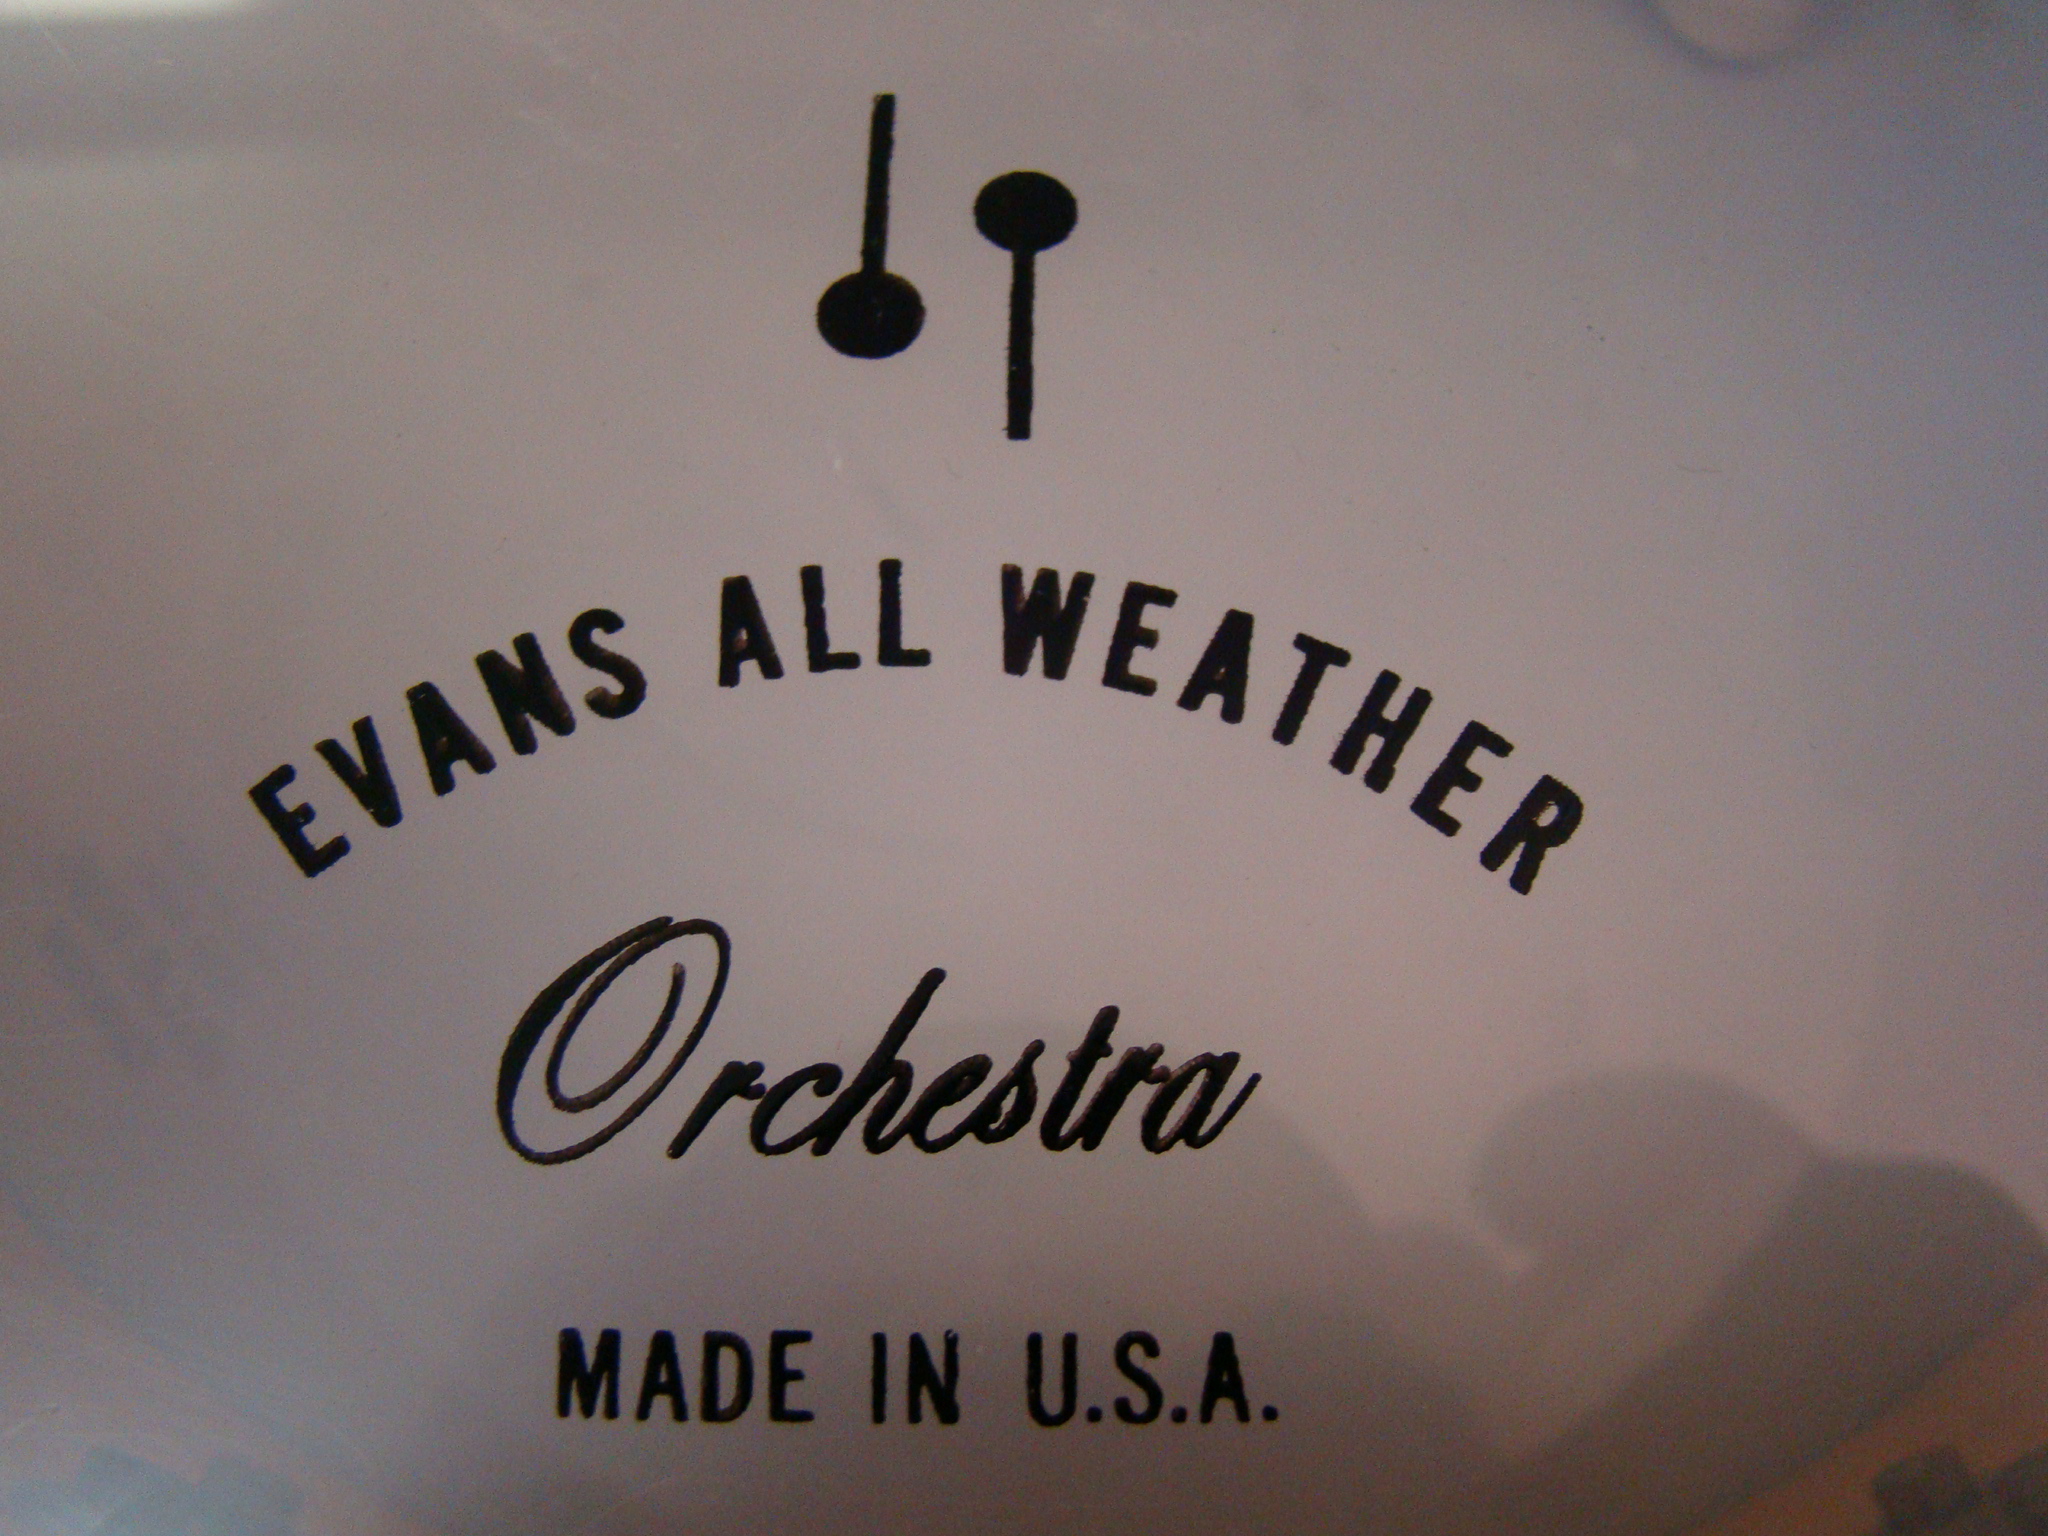 EVANS ALL WEATHER
Orchestra
MADE IN U.S.A.